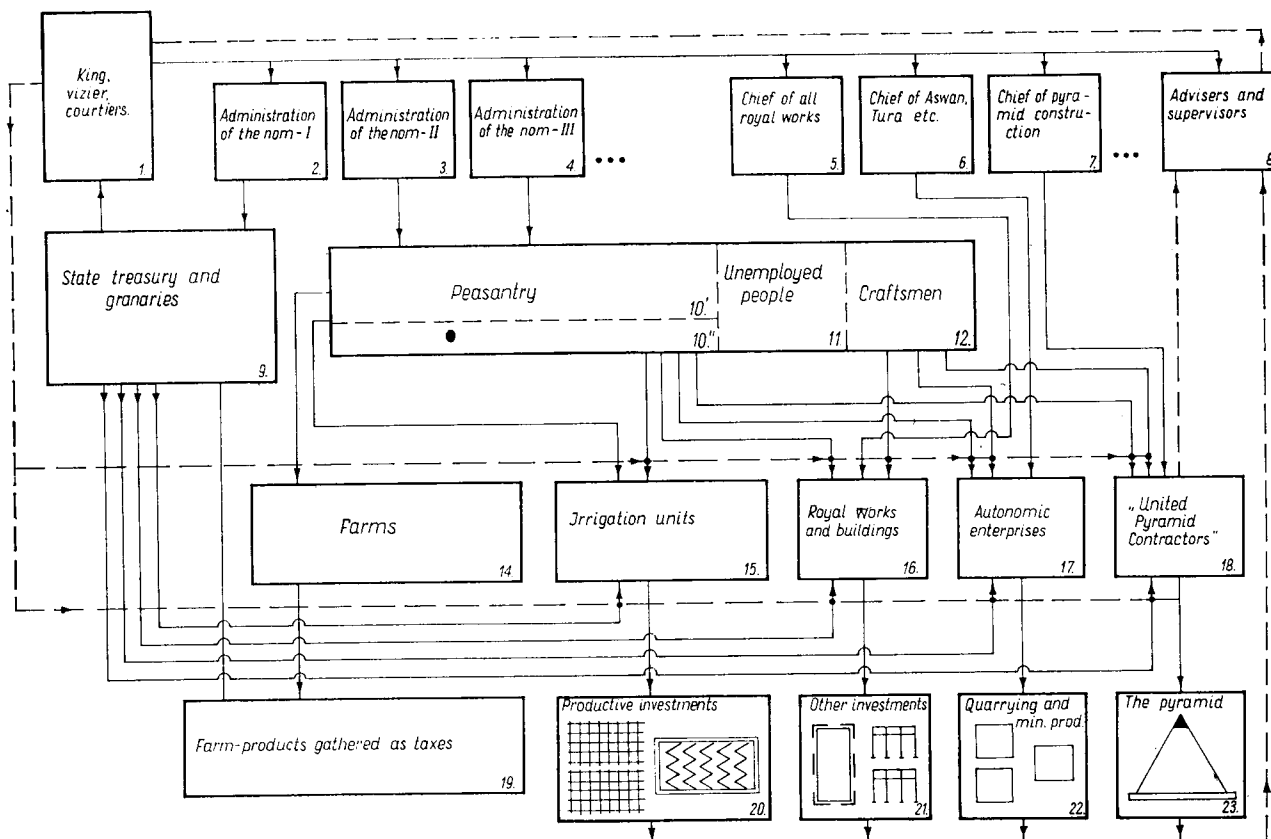 King,
vizier,
courtiers.
1.
Administration
of the nom-I
2.
Administration
of the nom-II
3.
Administration
of the nom-III
4.
•••
Chief of all
royal works
5.
Chief of Aswan,
Tura etc.
6.
Chief of pyra-
mid constru-
ction
7.
•••
Advisers and
supervisors
8
State treasury and
granaries
9.
Peasantry
10.'
10."
Unemployed
people
11.
Craftsmen
12.
Farms
14.
Irrigation units
15.
Royal works
and buildings
16.
Autonomic
enterprises
17.
„United
Pyramid
Contractors"
18.
Farm-products gathered as taxes
19.
Productive investments
20.
Other investments
21.
Quarrying and
min. prod.
22.
The pyramid
23.